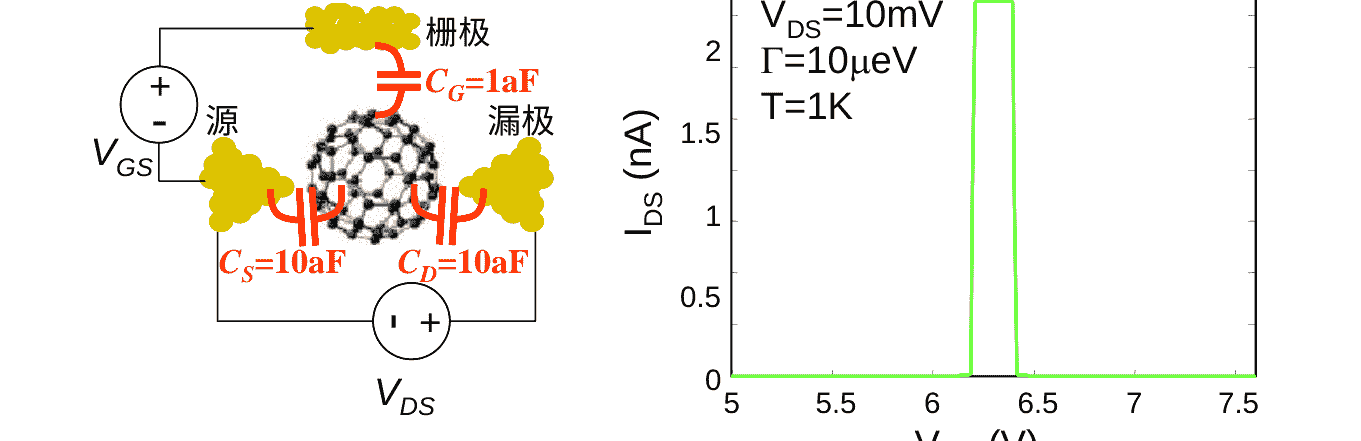 栅极
C_G=1aF
+
-
源
漏极
V_GS
C_S=10aF
C_D=10aF
- +
V_DS
V_DS=10mV
Γ=10μeV
T=1K
I_DS (nA)
2
1.5
1
0.5
0
5 5.5 6 6.5 7 7.5